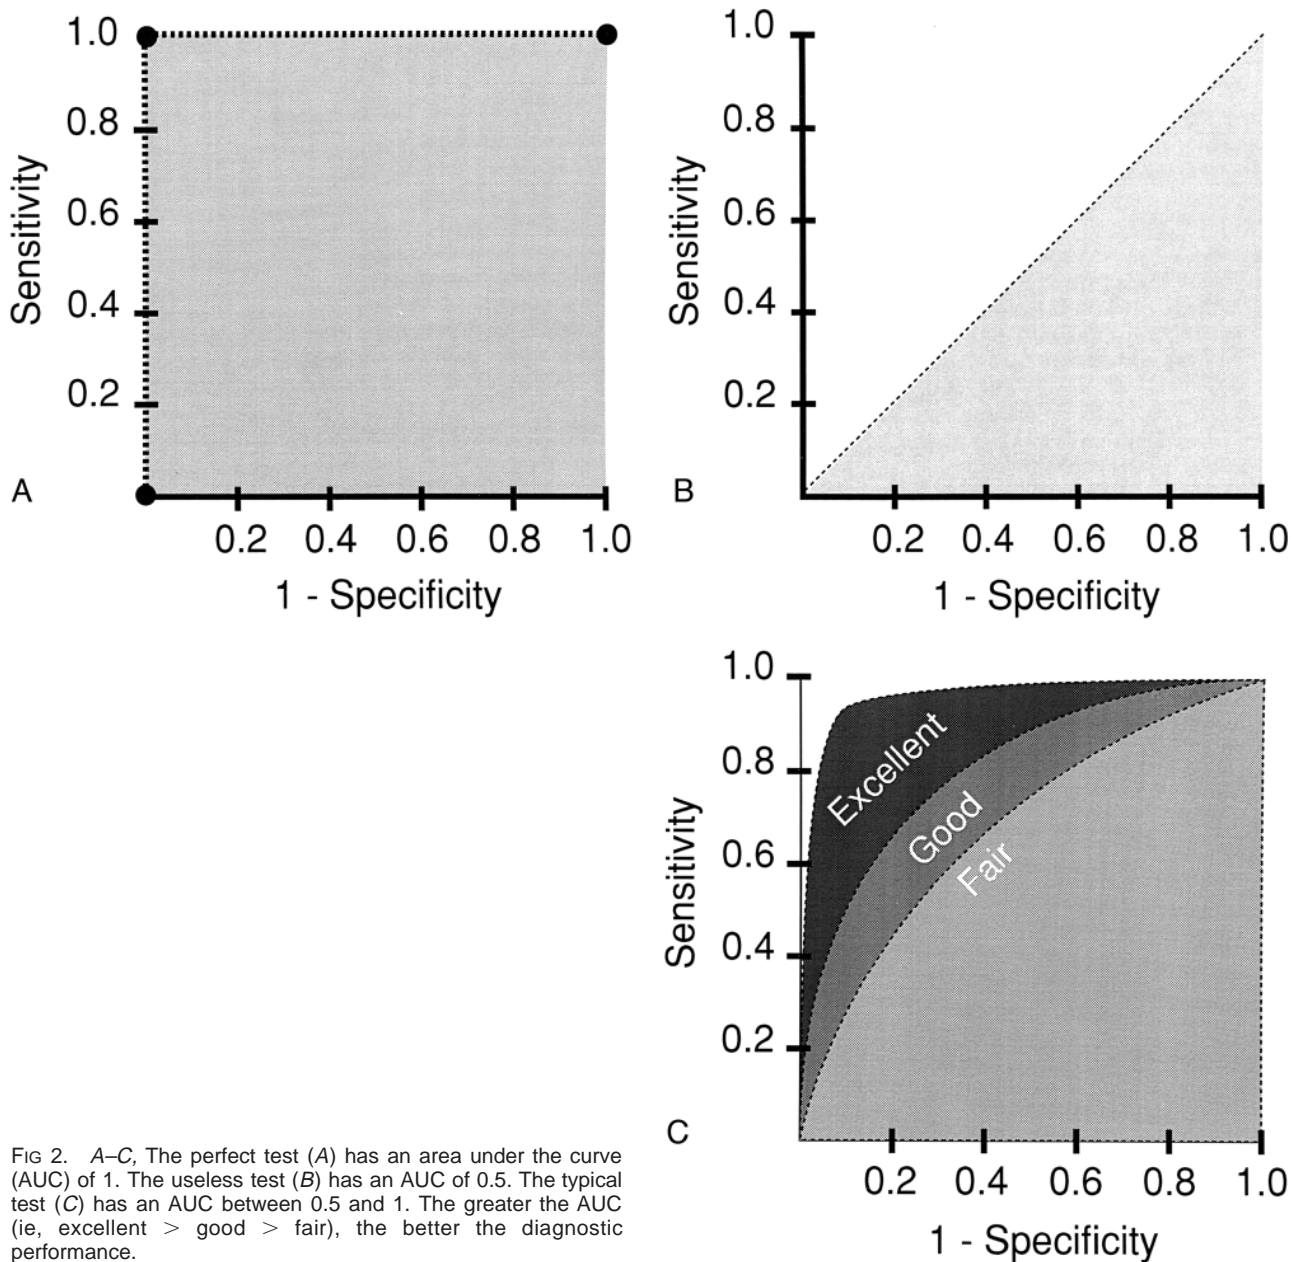 1.0
0.8
0.6
0.4
0.2
Sensitivity
A
0.2 0.4 0.6 0.8 1.0
1 - Specificity
1.0
0.8
0.6
0.4
0.2
Sensitivity
B
0.2 0.4 0.6 0.8 1.0
1 - Specificity
1.0
0.8
0.6
0.4
0.2
Sensitivity
Excellent
Good
Fair
C
0.2 0.4 0.6 0.8 1.0
1 - Specificity
FIG 2. A–C, The perfect test (A) has an area under the curve
(AUC) of 1. The useless test (B) has an AUC of 0.5. The typical
test (C) has an AUC between 0.5 and 1. The greater the AUC
(ie, excellent > good > fair), the better the diagnostic
performance.